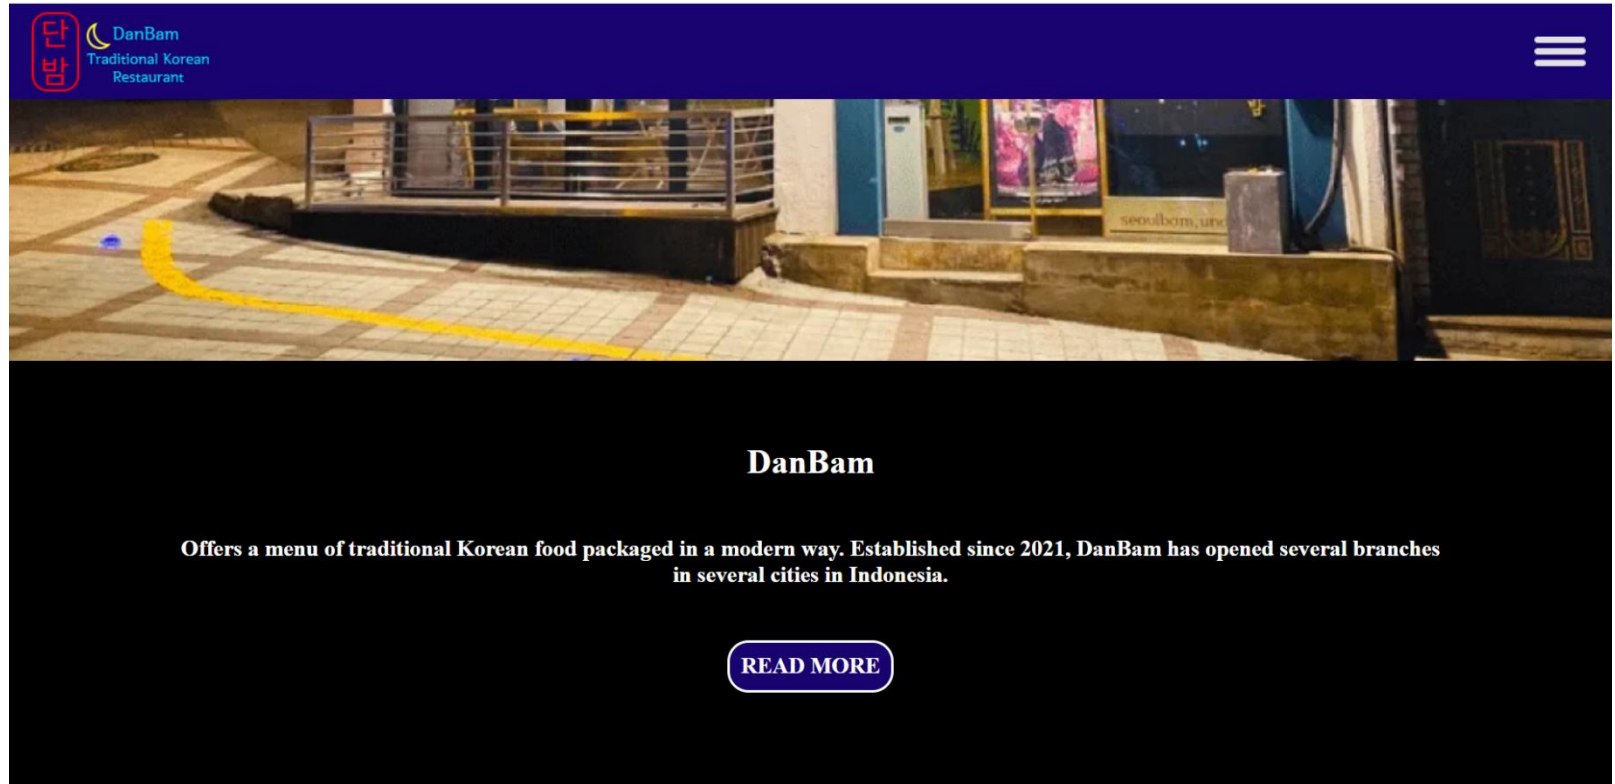 단
밤
DanBam
Traditional Korean
Restaurant
seoulbam,
DanBam
Offers a menu of traditional Korean food packaged in a modern way. Established since 2021, DanBam has opened several branches
in several cities in Indonesia.
READ MORE